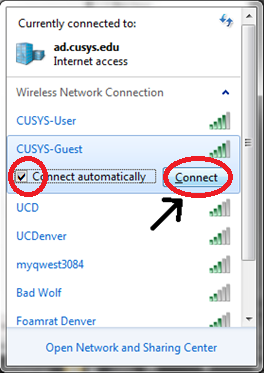 Currently connected to:
ad.cusys.edu
Internet access
Wireless Network Connection
CUSYS-User
CUSYS-Guest
Connect automatically Connect
UCD
UCDenver
myqwest3084
Bad Wolf
Foamrat Denver
Open Network and Sharing Center